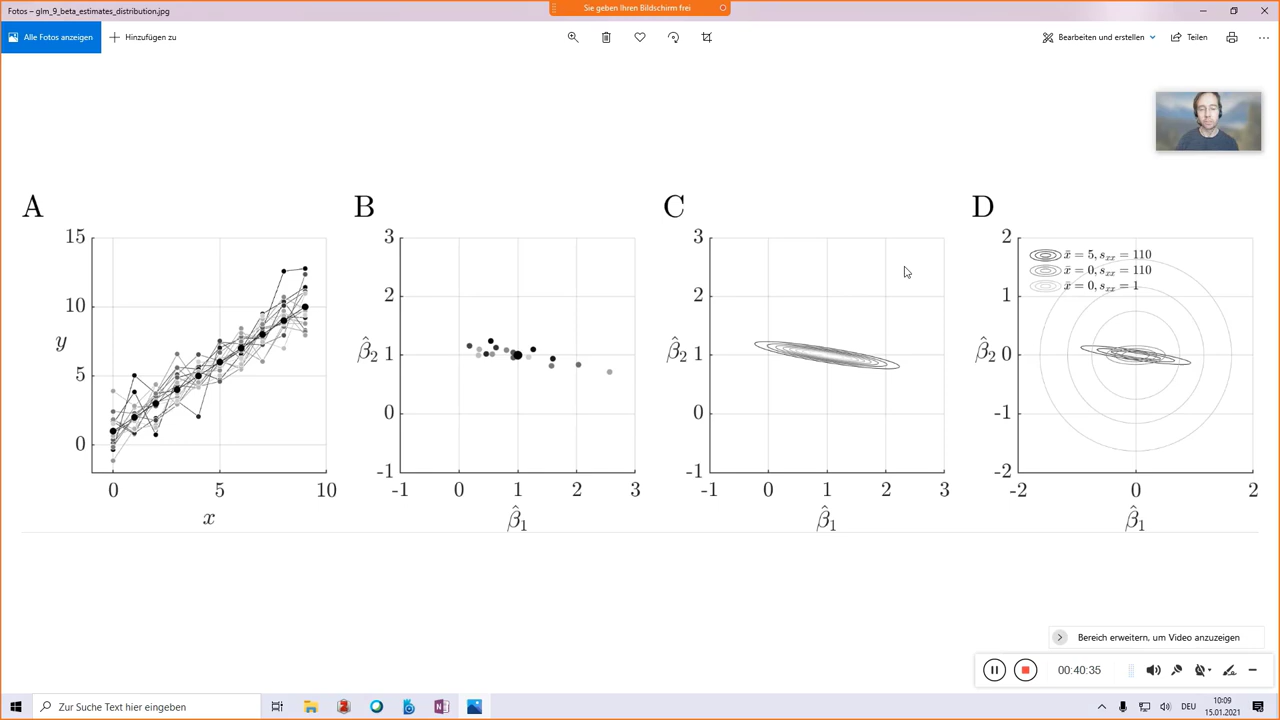 Fotos – glm_9_beta_estimates_distribution.jpg
Sie geben Ihren Bildschirm frei
Alle Fotos anzeigen
Hinzufügen zu
Bearbeiten und erstellen
Teilen
A
15
10
5
0
y
0 5 10
x
B
3
2
1
0
-1
β̂₂
-1 0 1 2 3
β̂₁
C
3
2
1
0
-1
β̂₂
-1 0 1 2 3
β̂₁
D
2
1
0
-1
-2
β̂₂
x̄ = 5, sₓₓ = 110
x̄ = 0, sₓₓ = 110
x̄ = 0, sₓₓ = 1
-2 0 2
β̂₁
Bereich erweitern, um Video anzuzeigen
00:40:35
Zur Suche Text hier eingeben
DEU
10:09
15.01.2021